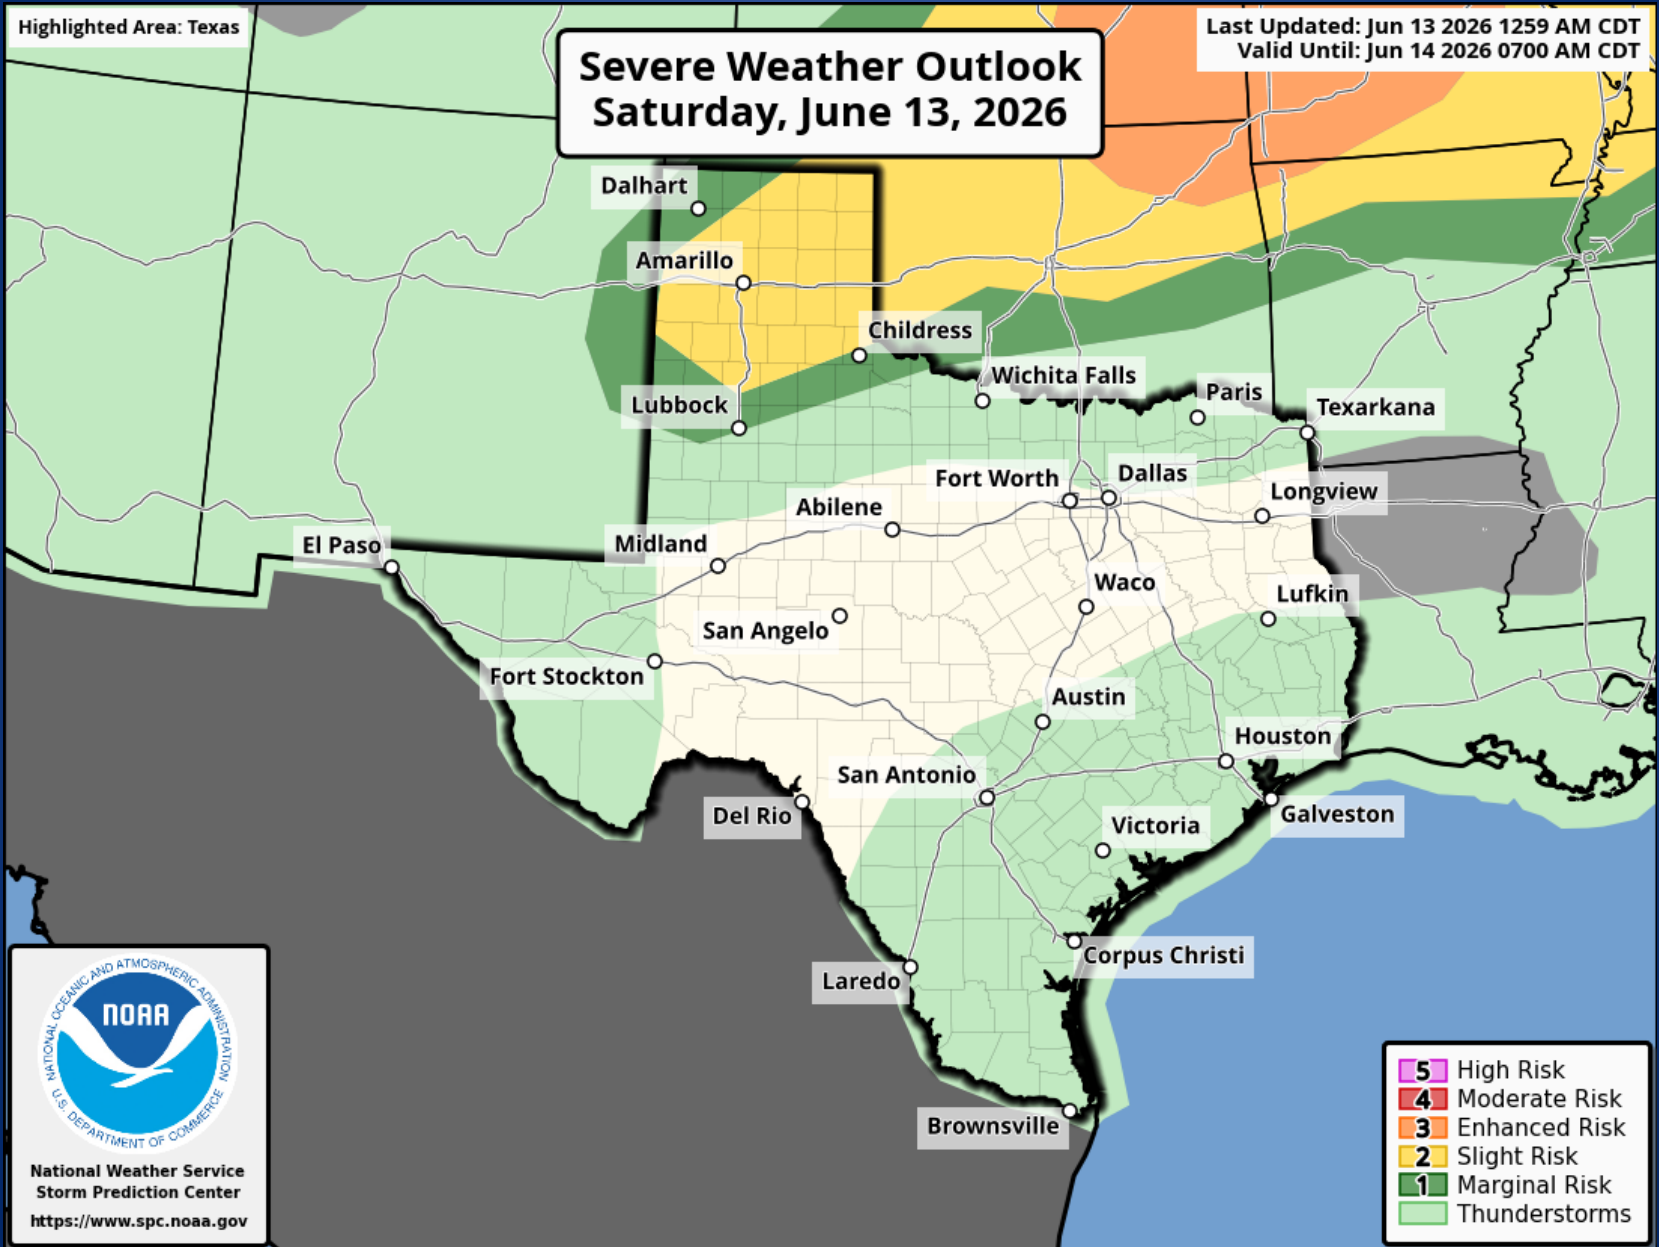 Highlighted Area: Texas
Severe Weather Outlook
Saturday, June 13, 2026
Last Updated: Jun 13 2026 1259 AM CDT
Valid Until: Jun 14 2026 0700 AM CDT
Dalhart
Amarillo
Childress
Wichita Falls
Paris
Lubbock
Texarkana
Fort Worth
Dallas
Longview
Abilene
El Paso
Midland
Waco
Lufkin
San Angelo
Fort Stockton
Austin
Houston
San Antonio
Del Rio
Galveston
Victoria
Corpus Christi
Laredo
Brownsville
NATIONAL OCEANIC AND ATMOSPHERIC ADMINISTRATION
NOAA
U.S. DEPARTMENT OF COMMERCE
National Weather Service
Storm Prediction Center
https://www.spc.noaa.gov
5 High Risk
4 Moderate Risk
3 Enhanced Risk
2 Slight Risk
1 Marginal Risk
Thunderstorms